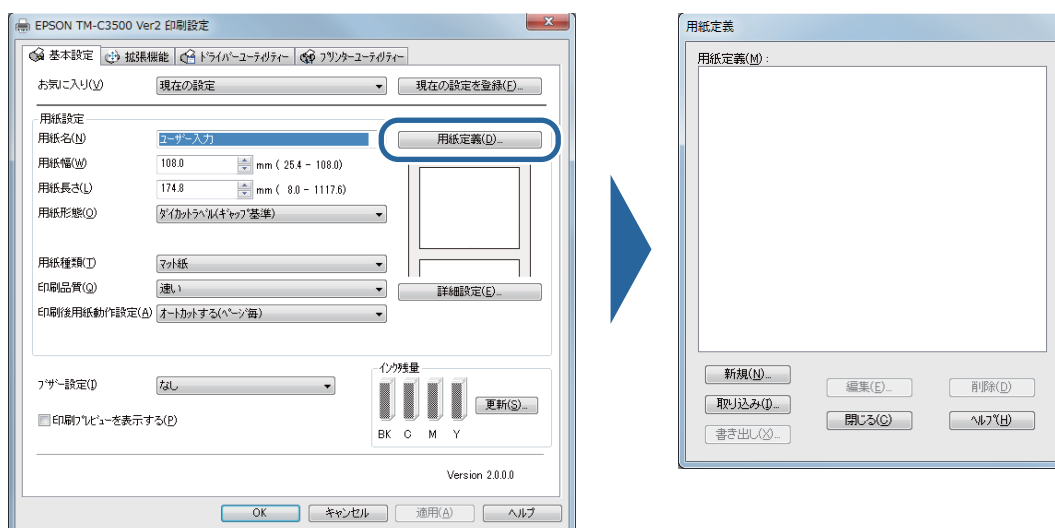 EPSON TM-C3500 Ver2 印刷設定
基本設定 拡張機能 ドライバーユーティリティー プリンターユーティリティー
お気に入り(V) 現在の設定 現在の設定を登録(F)...
用紙設定
用紙名(N) ユーザー入力 用紙定義(D)...
用紙幅(W) 108.0 mm ( 25.4 - 108.0)
用紙長さ(L) 174.8 mm ( 8.0 - 1117.6)
用紙形態(O) ダイカットラベル(ギャップ基準)
用紙種類(T) マット紙
印刷品質(Q) 速い 詳細設定(E)...
印刷後用紙動作設定(A) オートカットする(ページ毎)
インク残量
ブザー設定(I) なし
更新(S)...
印刷プレビューを表示する(P)
BK C M Y
Version 2.0.0.0
OK キャンセル 適用(A) ヘルプ
用紙定義
用紙定義(M) :
新規(N)... 編集(E)... 削除(D)
取り込み(I)... 閉じる(C) ヘルプ(H)
書き出し(X)...